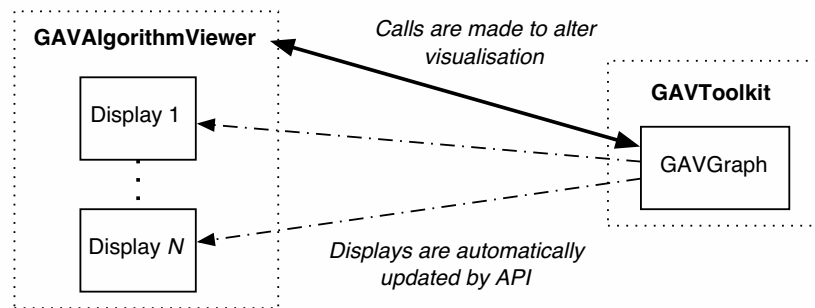 GAVAlgorithmViewer
Display 1
Display N
Calls are made to alter
visualisation
Displays are automatically
updated by API
GAVToolkit
GAVGraph